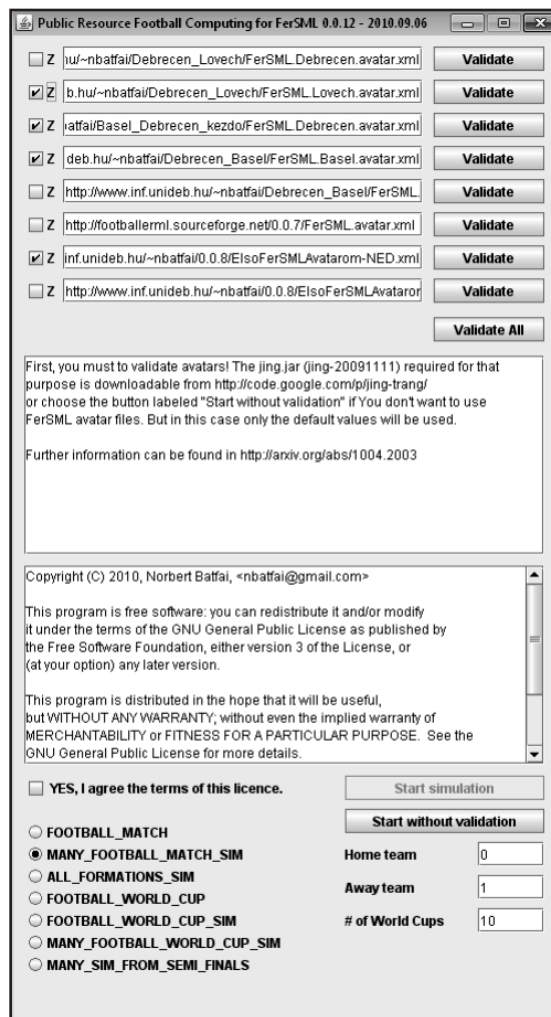 Public Resource Football Computing for FerSML 0.0.12 - 2010.09.06
Z ıu/~nbatfai/Debrecen_Lovech/FerSML.Debrecen.avatar.xml Validate
Z b.hu/~nbatfai/Debrecen_Lovech/FerSML.Lovech.avatar.xml Validate
Z ıatfai/Basel_Debrecen_kezdo/FerSML.Debrecen.avatar.xml Validate
Z deb.hu/~nbatfai/Debrecen_Basel/FerSML.Basel.avatar.xml Validate
Z http://www.inf.unideb.hu/~nbatfai/Debrecen_Basel/FerSML. Validate
Z http://footballerml.sourceforge.net/0.0.7/FerSML.avatar.xml Validate
Z inf.unideb.hu/~nbatfai/0.0.8/ElsoFerSMLAvatarom-NED.xml Validate
Z http://www.inf.unideb.hu/~nbatfai/0.0.8/ElsoFerSMLAvataror Validate
Validate All
First, you must to validate avatars! The jing.jar (jing-20091111) required for that
purpose is downloadable from http://code.google.com/p/jing-trang/
or choose the button labeled "Start without validation" if You don't want to use
FerSML avatar files. But in this case only the default values will be used.
Further information can be found in http://arxiv.org/abs/1004.2003
Copyright (C) 2010, Norbert Batfai, <nbatfai@gmail.com>
This program is free software: you can redistribute it and/or modify
it under the terms of the GNU General Public License as published by
the Free Software Foundation, either version 3 of the License, or
(at your option) any later version.
This program is distributed in the hope that it will be useful,
but WITHOUT ANY WARRANTY; without even the implied warranty of
MERCHANTABILITY or FITNESS FOR A PARTICULAR PURPOSE. See the
GNU General Public License for more details.
YES, I agree the terms of this licence.
Start simulation
Start without validation
FOOTBALL_MATCH
MANY_FOOTBALL_MATCH_SIM
ALL_FORMATIONS_SIM
FOOTBALL_WORLD_CUP
FOOTBALL_WORLD_CUP_SIM
MANY_FOOTBALL_WORLD_CUP_SIM
MANY_SIM_FROM_SEMI_FINALS
Home team 0
Away team 1
# of World Cups 10